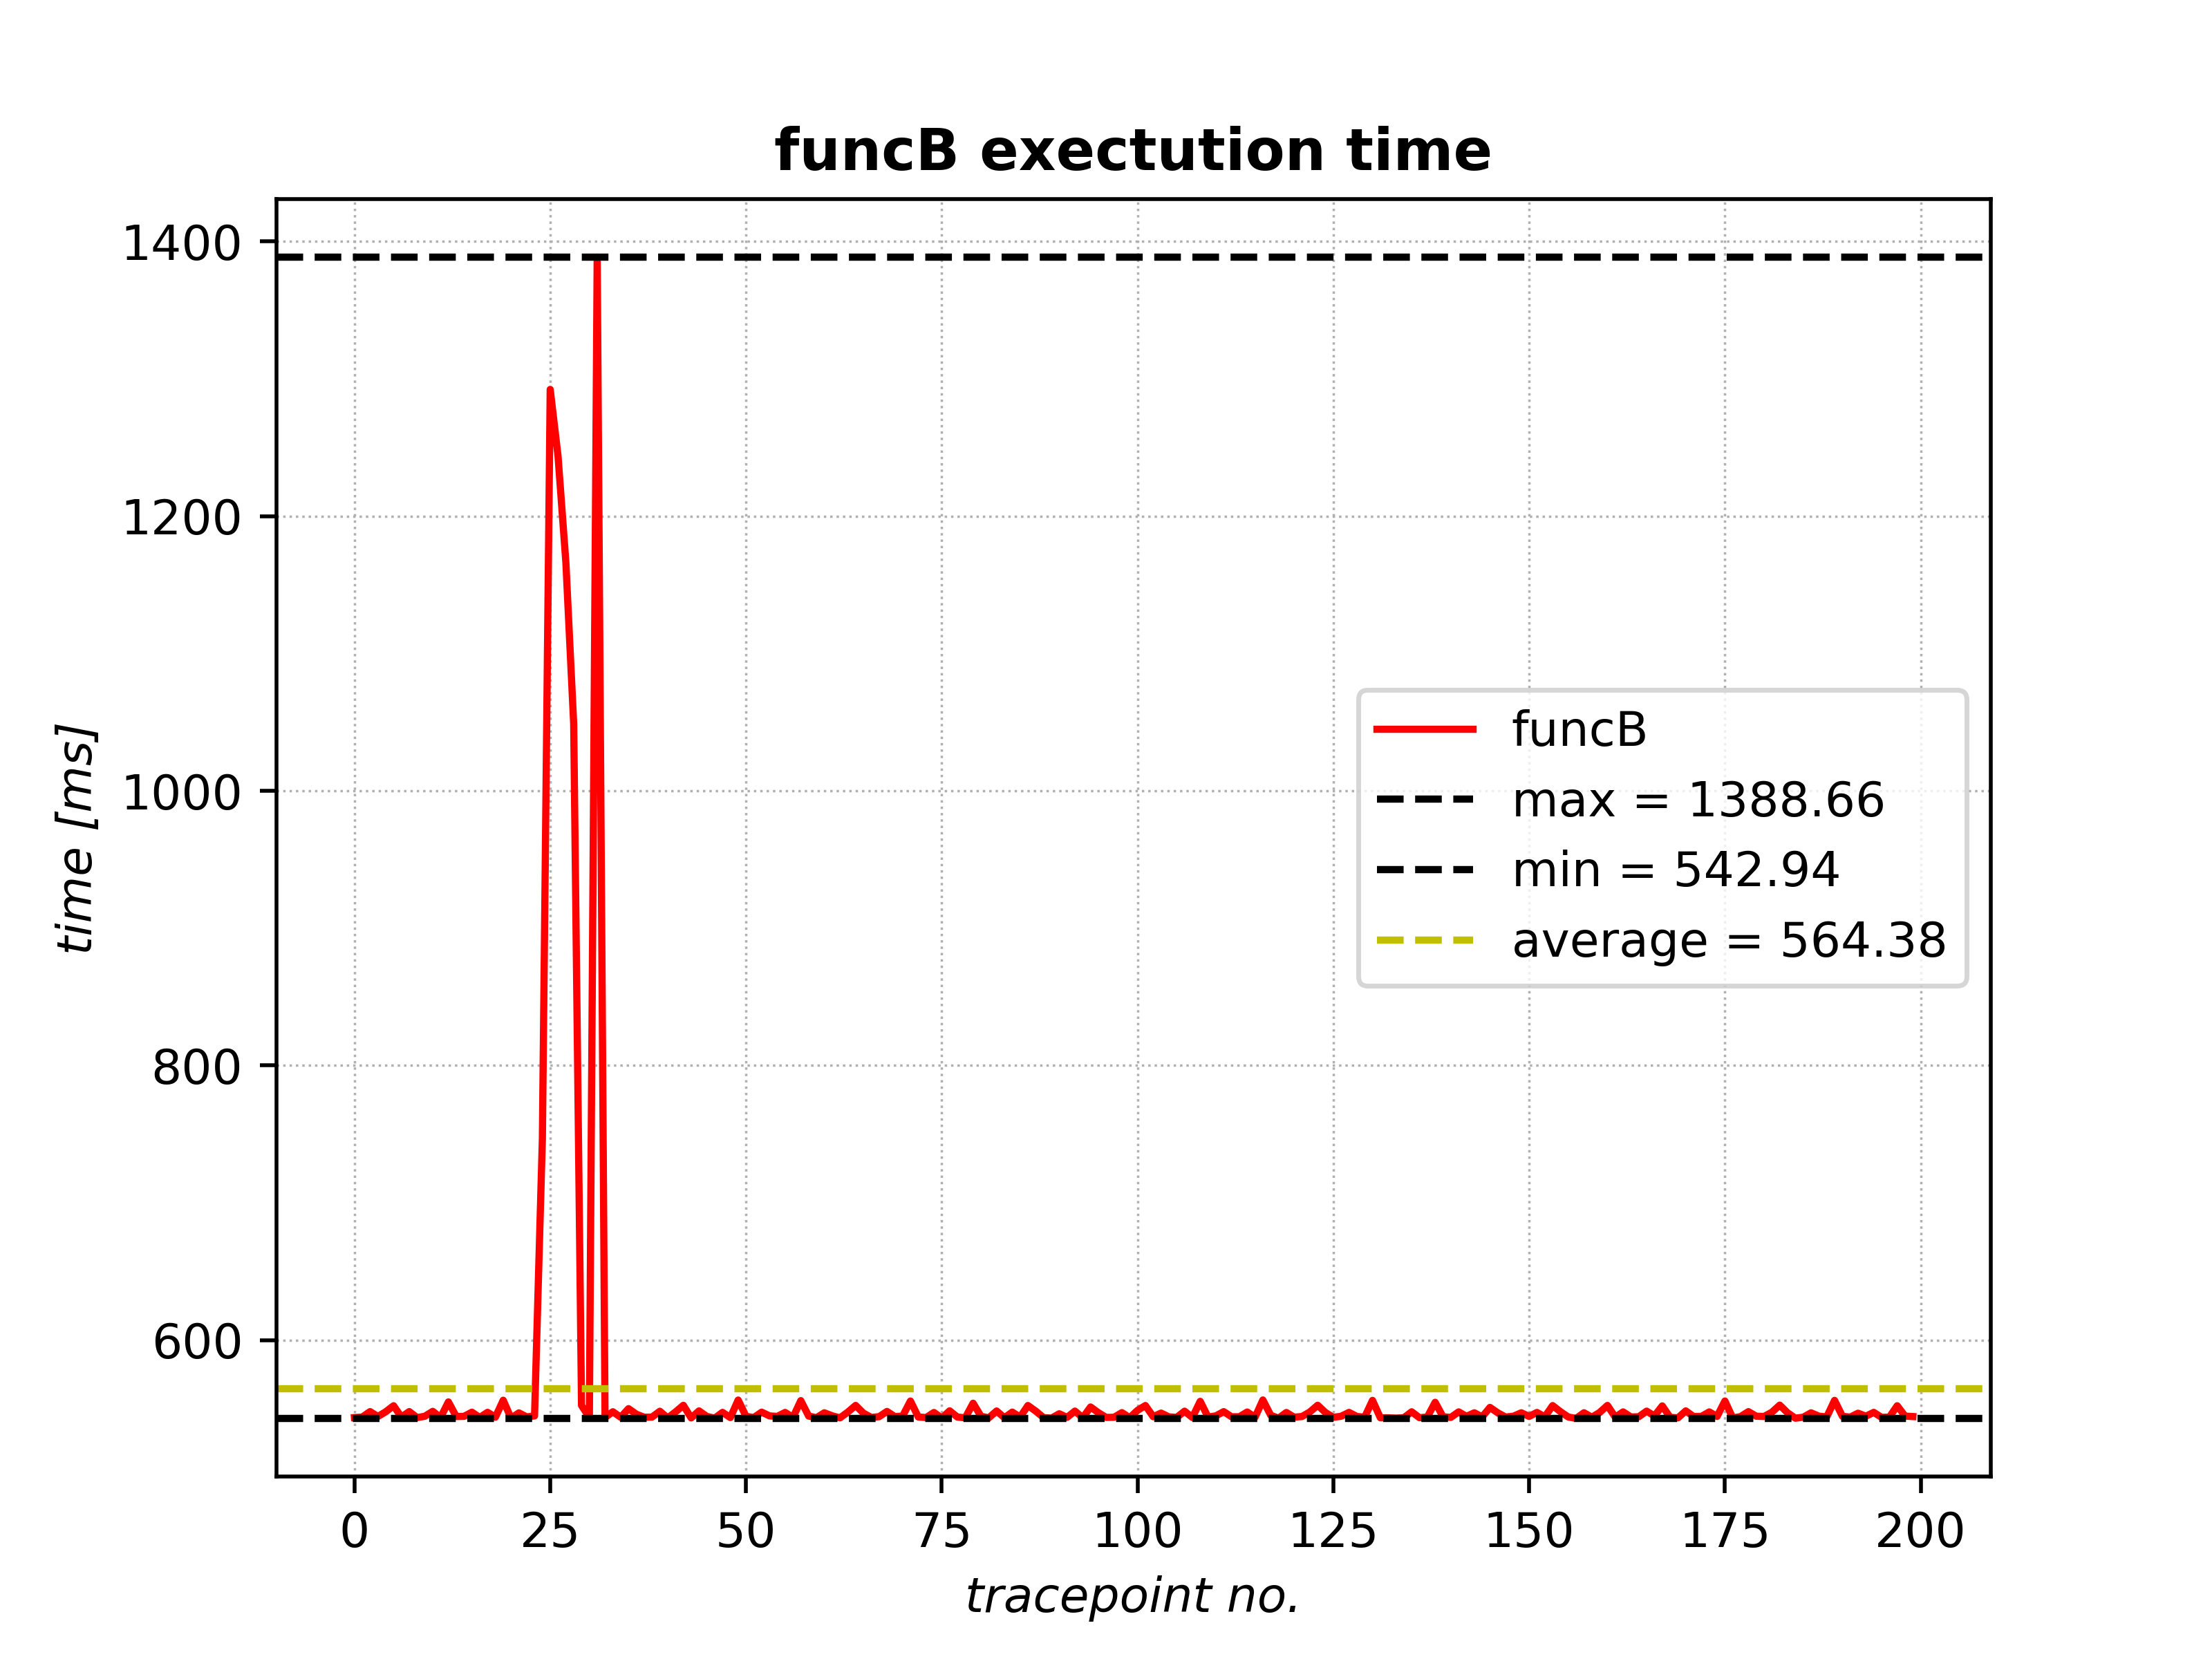 funcB exectution time
1400
1200
1000
800
600
time [ms]
funcB
max = 1388.66
min = 542.94
average = 564.38
0 25 50 75 100 125 150 175 200
tracepoint no.